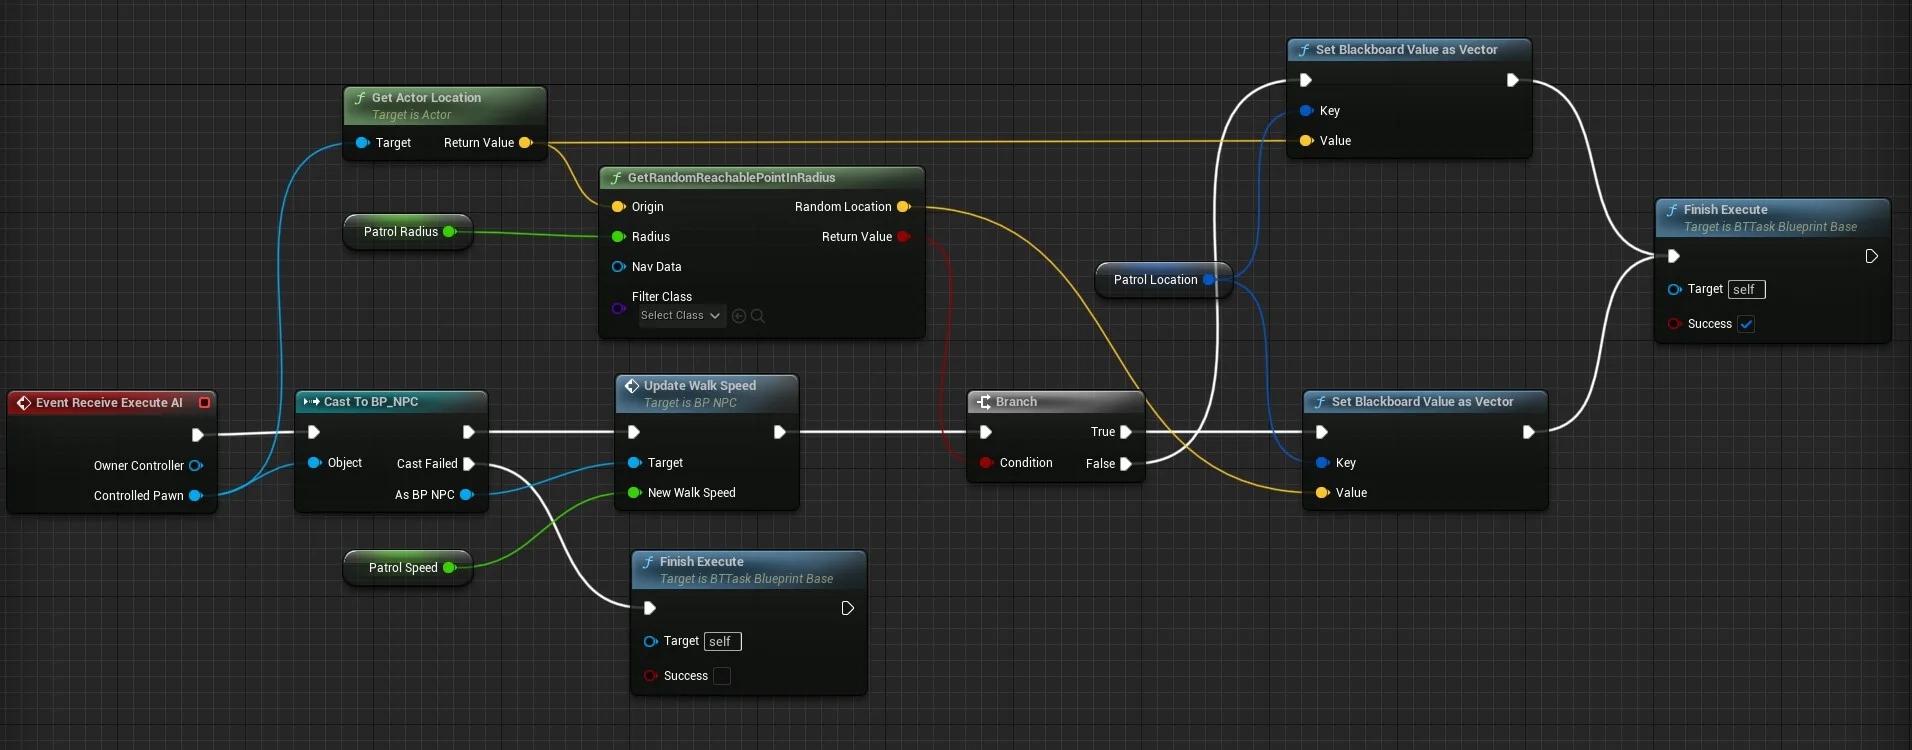 Set Blackboard Value as Vector
Key
Value
Get Actor Location
Target is Actor
Target Return Value
GetRandomReachablePointInRadius
Origin Random Location
Radius Return Value
Nav Data
Filter Class
Select Class
Patrol Radius
Patrol Location
Finish Execute
Target is BTTask Blueprint Base
Target self
Success
Event Receive Execute AI
Owner Controller
Controlled Pawn
Cast To BP_NPC
Object Cast Failed
As BP NPC
Update Walk Speed
Target is BP NPC
Target
New Walk Speed
Branch
True
Condition False
Set Blackboard Value as Vector
Key
Value
Patrol Speed
Finish Execute
Target is BTTask Blueprint Base
Target self
Success